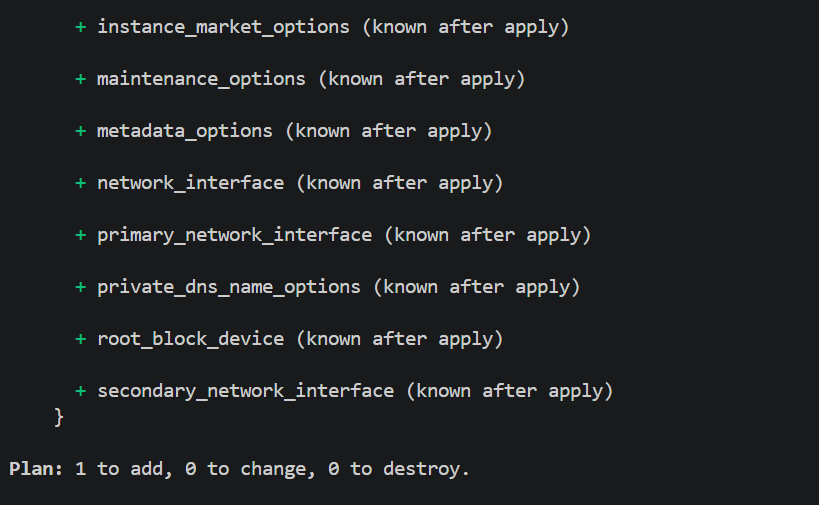 + instance_market_options (known after apply)
+ maintenance_options (known after apply)
+ metadata_options (known after apply)
+ network_interface (known after apply)
+ primary_network_interface (known after apply)
+ private_dns_name_options (known after apply)
+ root_block_device (known after apply)
+ secondary_network_interface (known after apply)
}
Plan: 1 to add, 0 to change, 0 to destroy.